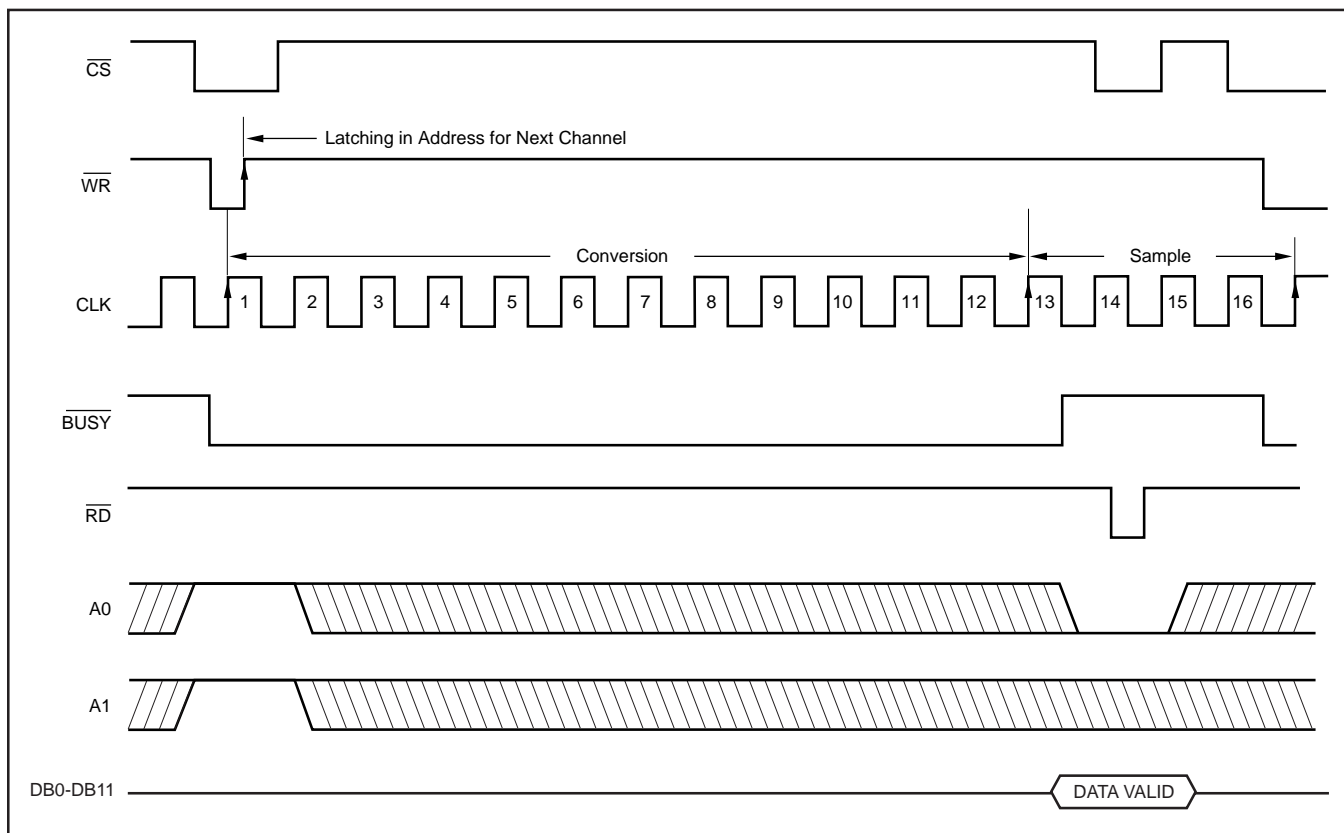 CS
Latching in Address for Next Channel
WR
Conversion
Sample
CLK
1 2 3 4 5 6 7 8 9 10 11 12 13 14 15 16
BUSY
RD
A0
A1
DB0-DB11
DATA VALID